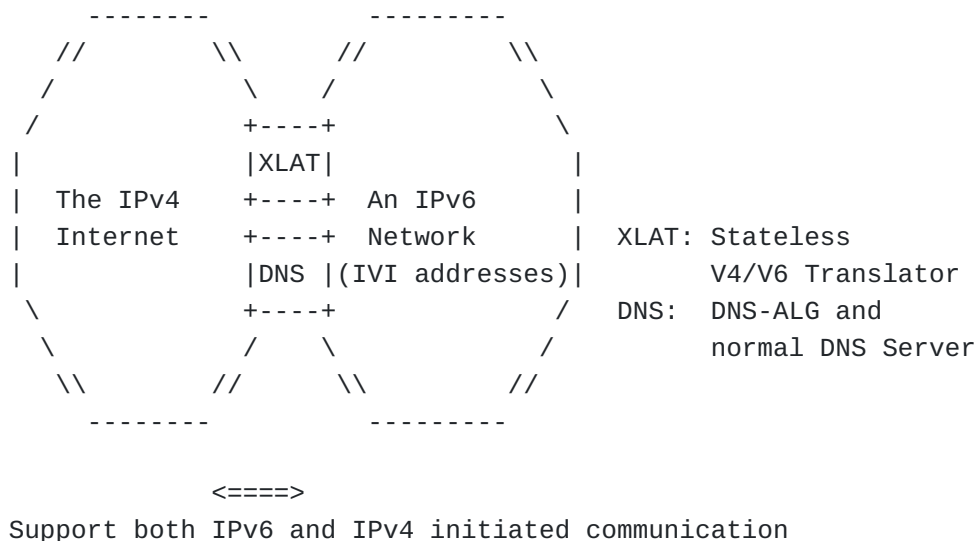 --------          ---------
   //        \\      //         \\
  /            \    /             \
 /             +----+              \
|              |XLAT|               |
|  The IPv4    +----+  An IPv6      |
|  Internet    +----+  Network      |  XLAT: Stateless
|              |DNS |(IVI addresses)|        V4/V6 Translator
 \             +----+              /   DNS:  DNS-ALG and
  \            /    \             /          normal DNS Server
   \\        //      \\         //
     --------          ---------
             <====>
Support both IPv6 and IPv4 initiated communication